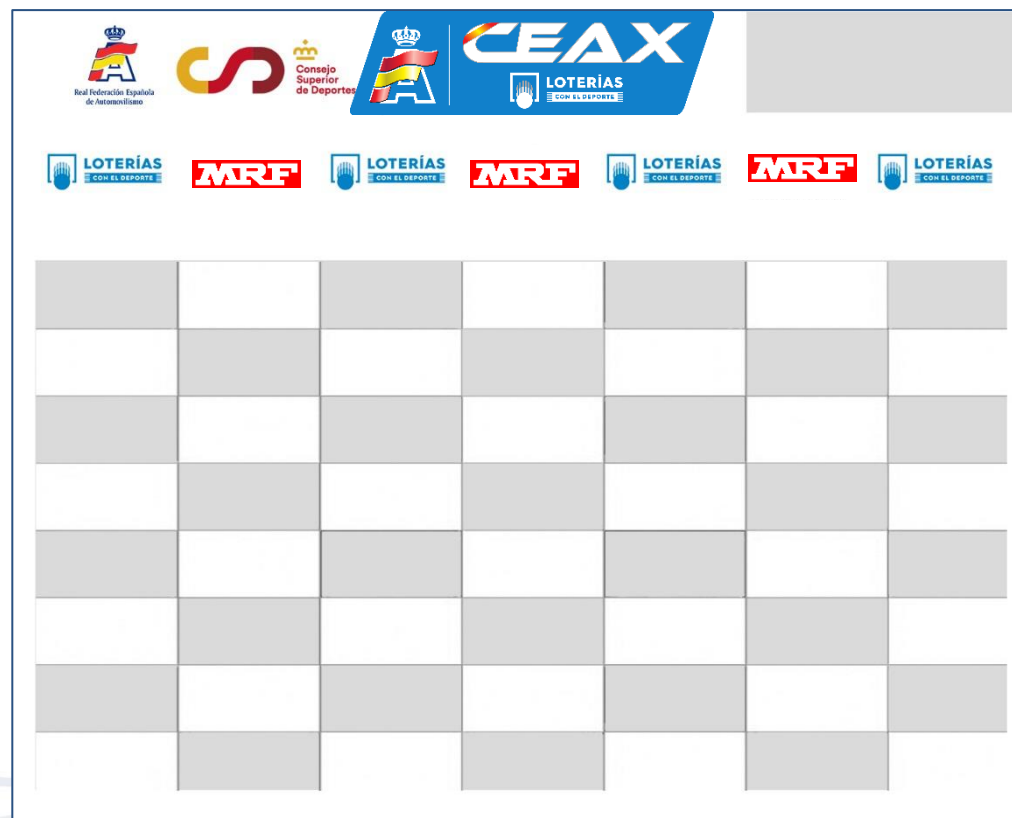 Real Federación Española
de Automovilismo
Consejo
Superior
de Deportes
CEAX
LOTERÍAS
CON EL DEPORTE
LOTERÍAS
CON EL DEPORTE
MRF
LOTERÍAS
CON EL DEPORTE
MRF
LOTERÍAS
CON EL DEPORTE
MRF
LOTERÍAS
CON EL DEPORTE